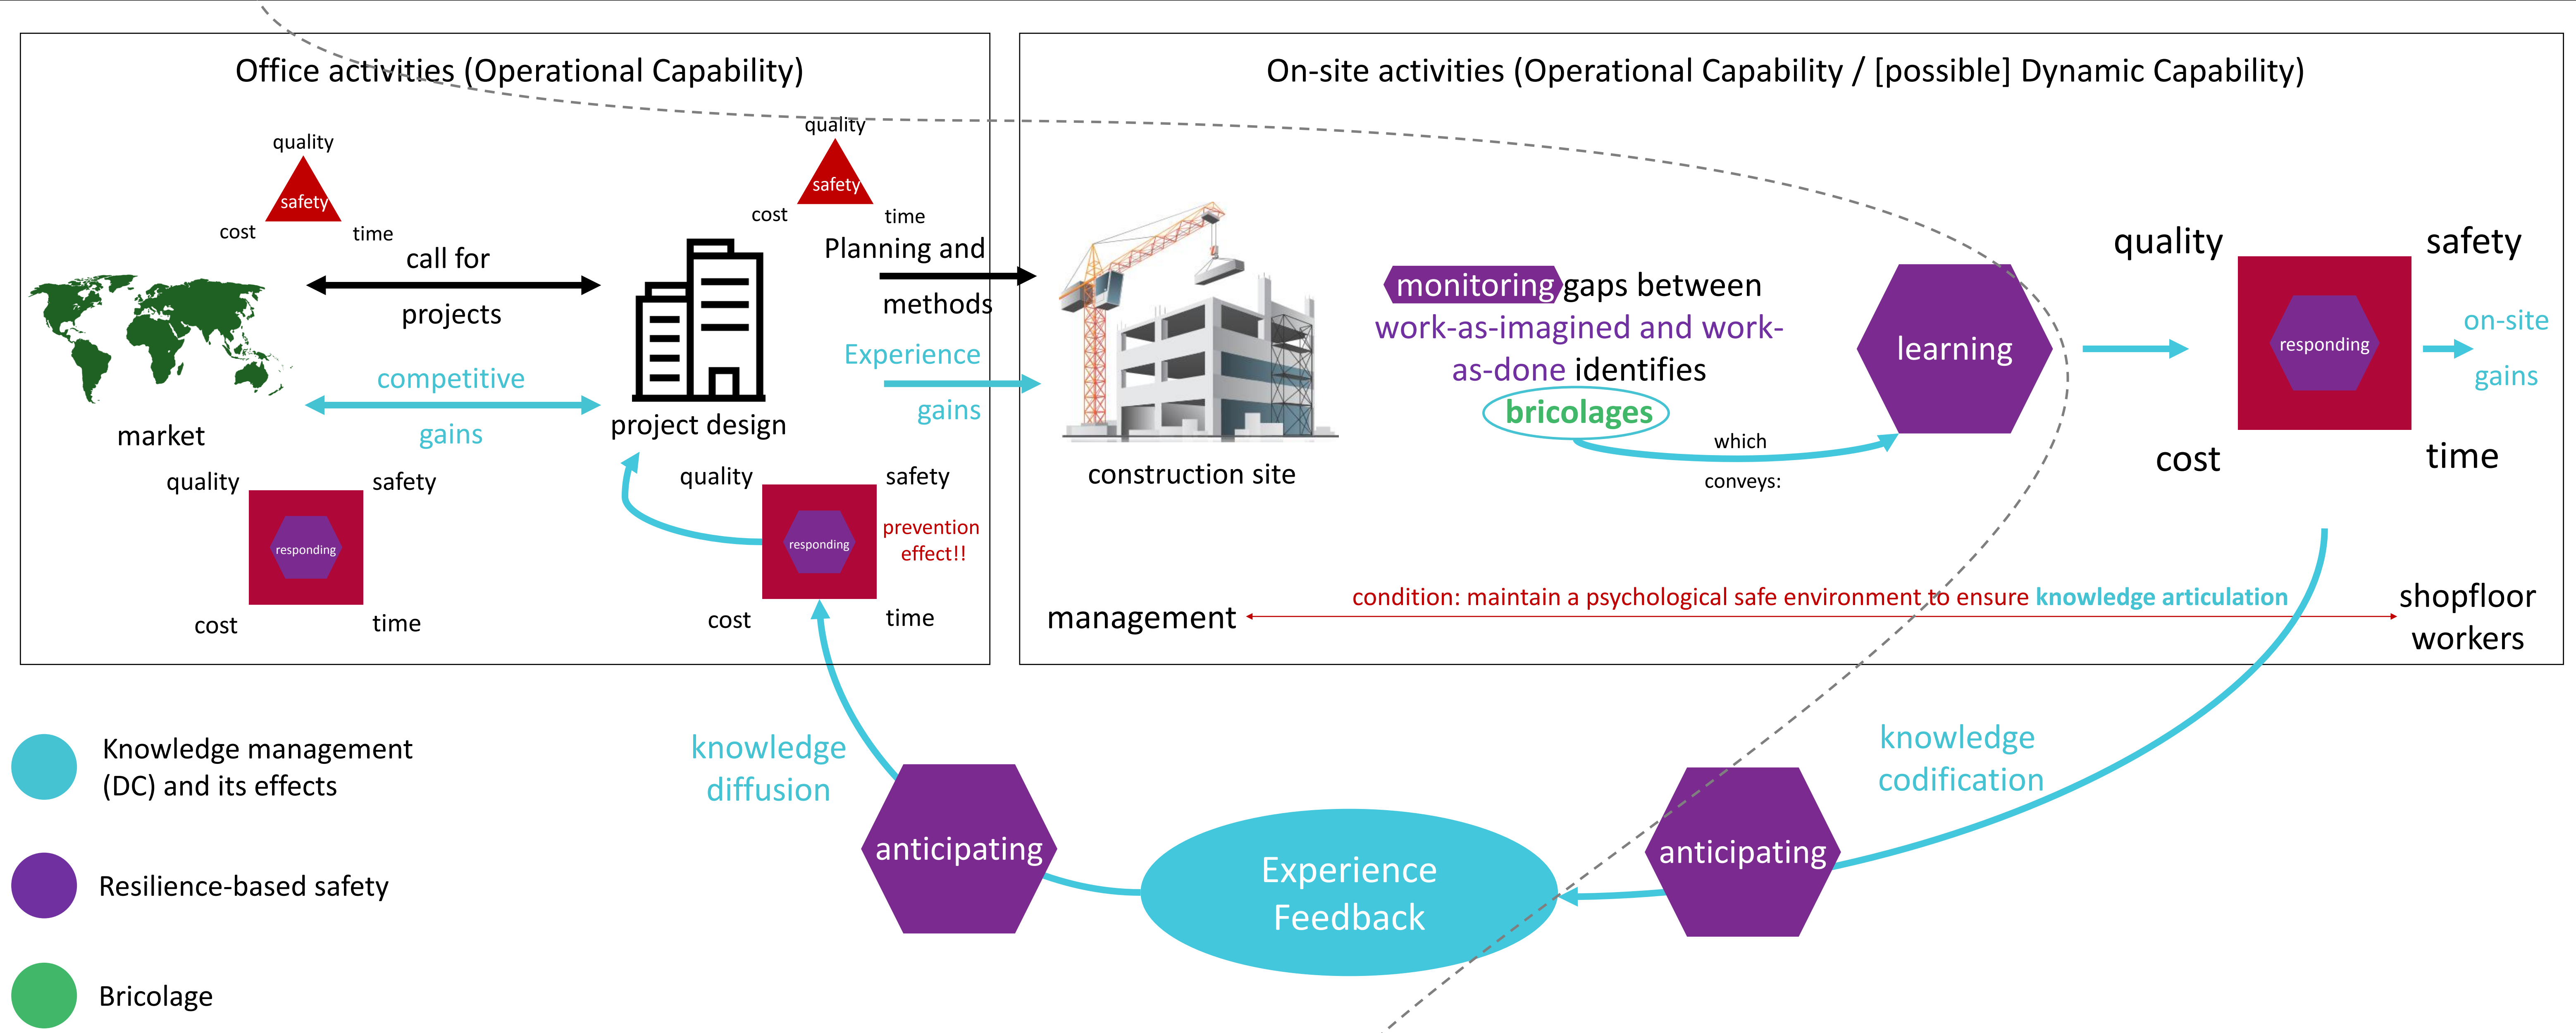 Office activities (Operational Capability)
quality
safety
cost
time
quality
safety
cost
time
call for
projects
Planning and
methods
competitive
gains
Experience
gains
market
project design
quality
safety
responding
cost
time
quality
safety
responding
prevention
effect!!
cost
time
On-site activities (Operational Capability / [possible] Dynamic Capability)
construction site
monitoring gaps between
work-as-imagined and work-
as-done identifies
bricolages
which
conveys:
learning
quality
safety
responding
cost
time
on-site
gains
management
condition: maintain a psychological safe environment to ensure knowledge articulation
shopfloor
workers
knowledge
diffusion
anticipating
Experience
Feedback
anticipating
knowledge
codification
Knowledge management
(DC) and its effects
Resilience-based safety
Bricolage